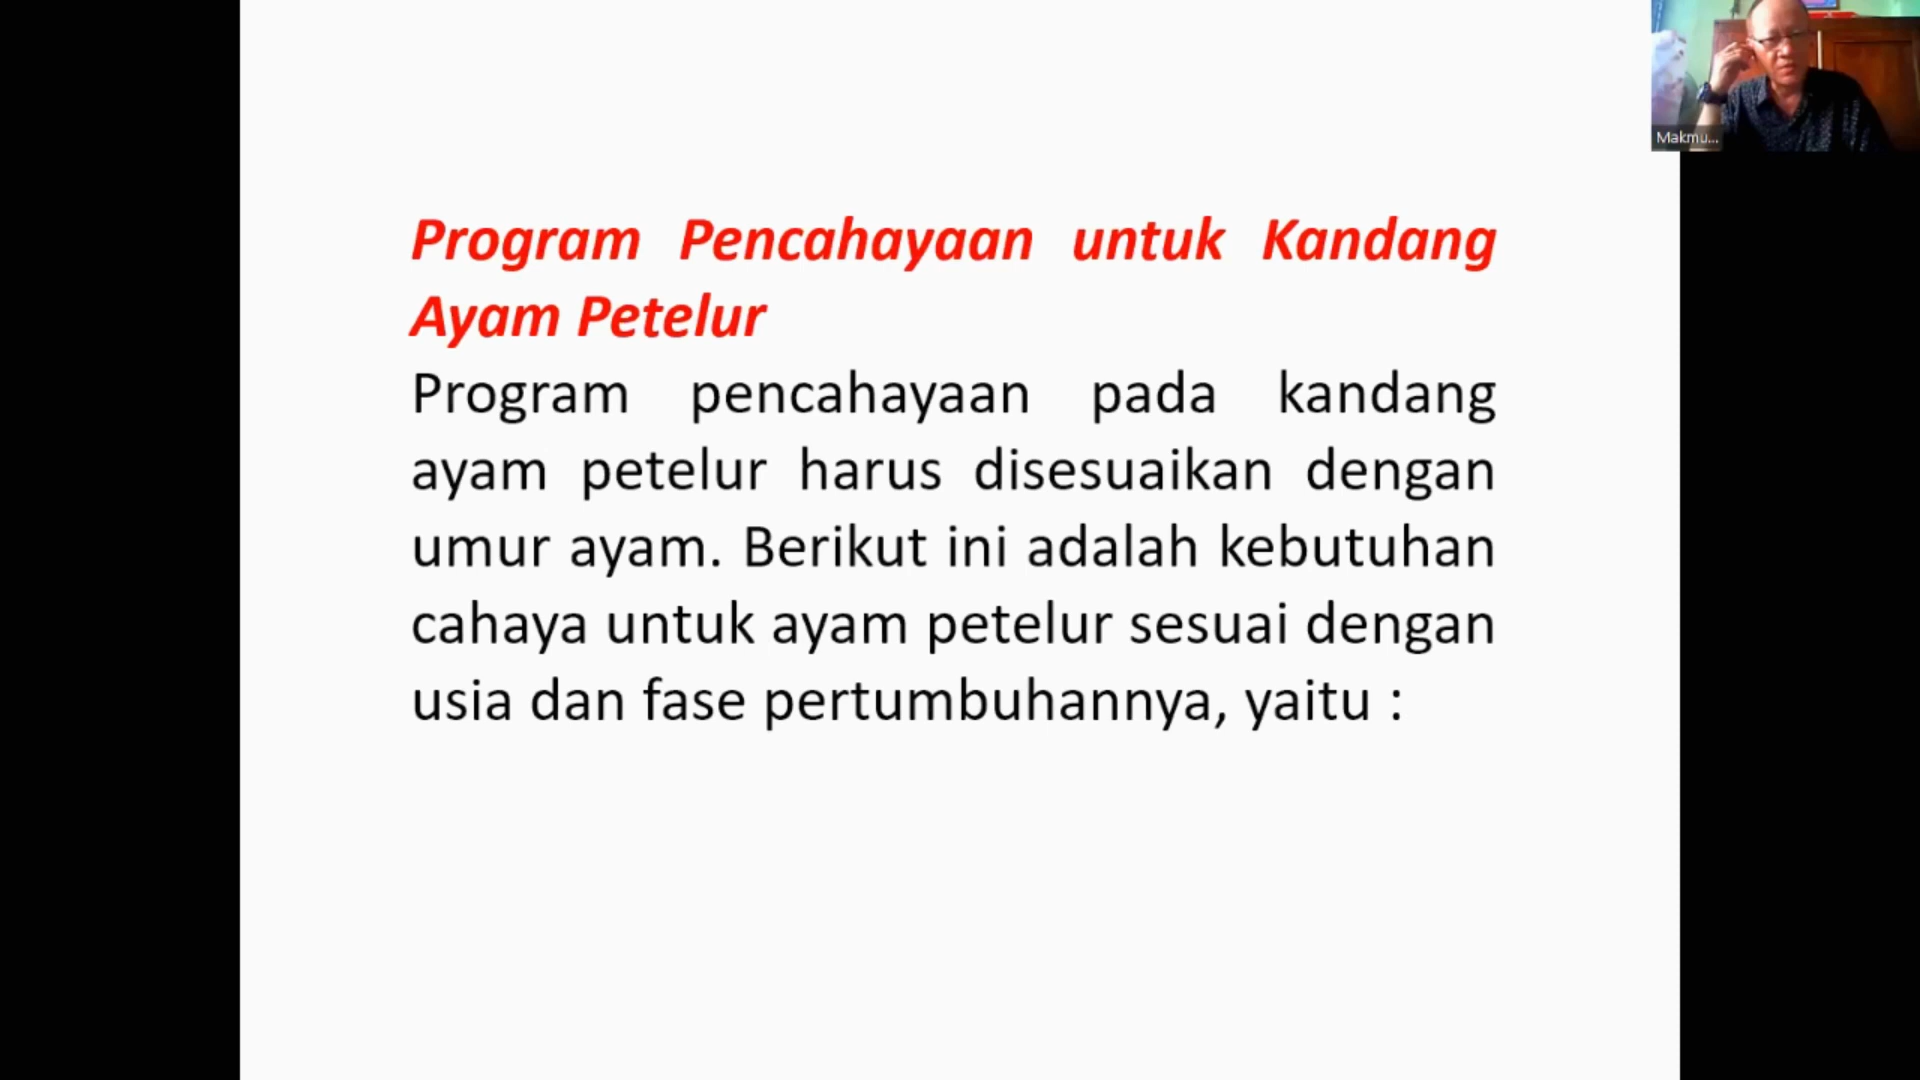 Program Pencahayaan untuk Kandang
Ayam Petelur
Program pencahayaan pada kandang
ayam petelur harus disesuaikan dengan
umur ayam. Berikut ini adalah kebutuhan
cahaya untuk ayam petelur sesuai dengan
usia dan fase pertumbuhannya, yaitu :
Makmu...